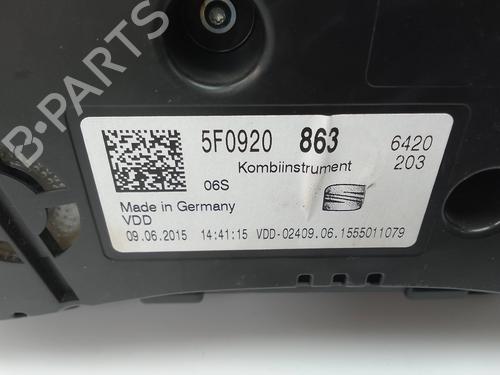 B-PARTS
5F0920 863 6420
Kombiinstrument 203
06S
Made in Germany
VDD
09.06.2015 14:41:15 VDD-02409.06.1555011079